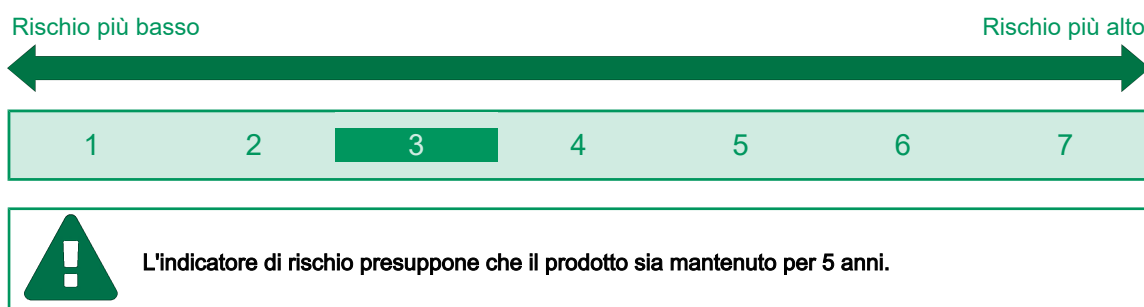 Rischio più basso Rischio più alto
1 2 3 4 5 6 7
L'indicatore di rischio presuppone che il prodotto sia mantenuto per 5 anni.